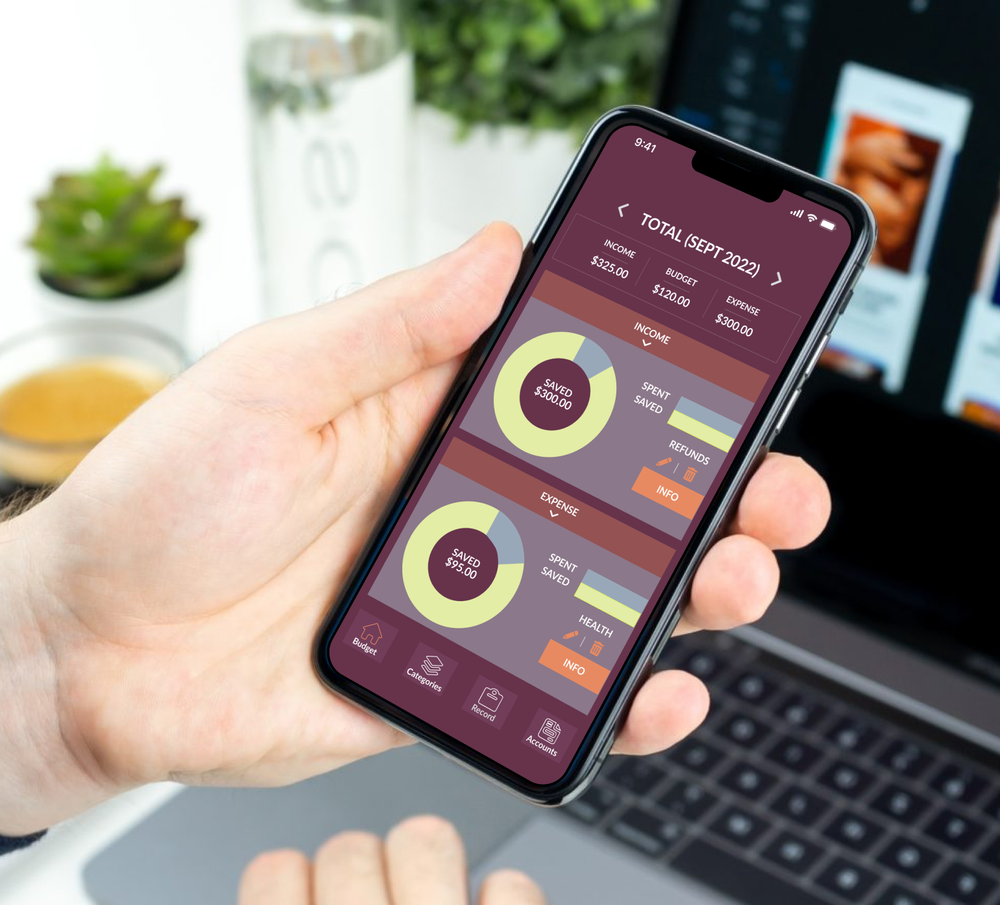 9:41
TOTAL (SEPT 2022)
INCOME
$325.00
BUDGET
$120.00
EXPENSE
$300.00
INCOME
SAVED
$300.00
SPENT
SAVED
REFUNDS
INFO
EXPENSE
SAVED
$95.00
SPENT
SAVED
HEALTH
INFO
Budget
Categories
Record
Accounts